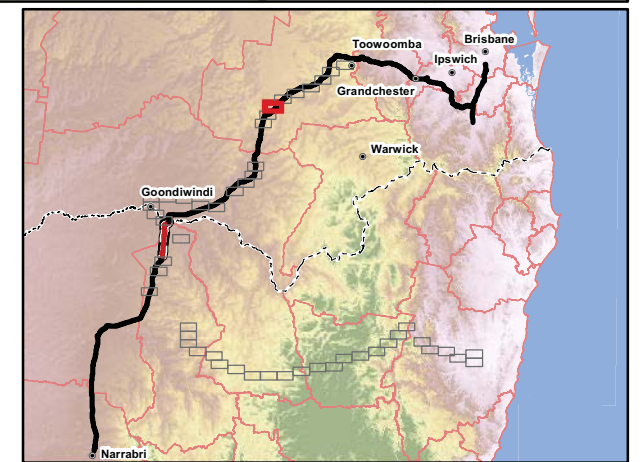 Brisbane
Toowoomba
Ipswich
Grandchester
Warwick
Goondiwindi
Narrabri